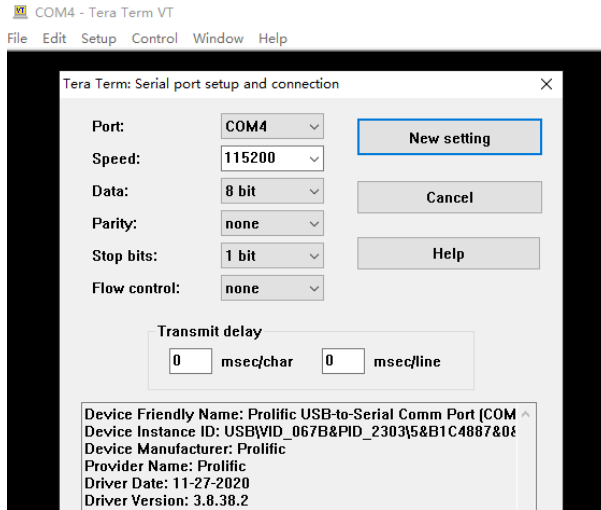 COM4 - Tera Term VT
File Edit Setup Control Window Help
Tera Term: Serial port setup and connection
Port: COM4 New setting
Speed: 115200
Data: 8 bit Cancel
Parity: none
Stop bits: 1 bit Help
Flow control: none
Transmit delay
0 msec/char 0 msec/line
Device Friendly Name: Prolific USB-to-Serial Comm Port (COM
Device Instance ID: USB\VID_067B&PID_2303\5&B1C4887&0&
Device Manufacturer: Prolific
Provider Name: Prolific
Driver Date: 11-27-2020
Driver Version: 3.8.38.2